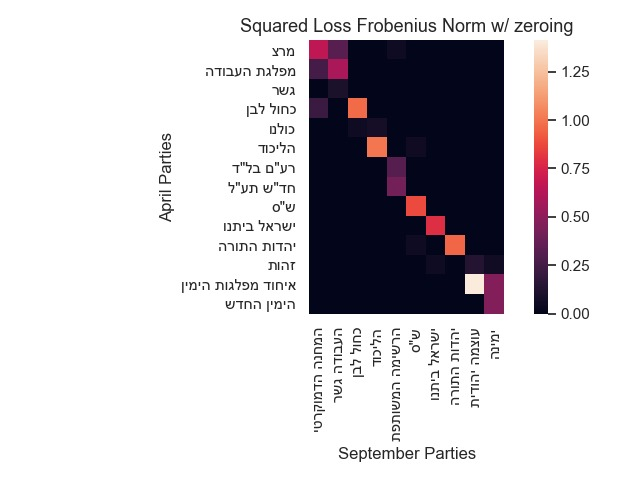 Squared Loss Frobenius Norm w/ zeroing
April Parties
מרצ
מפלגת העבודה
גשר
כחול לבן
כולנו
הליכוד
רע"ם בל"ד
חד"ש תע"ל
ש"ס
ישראל ביתנו
יהדות התורה
זהות
איחוד מפלגות הימין
הימין החדש
המחנה הדמוקרטי
העבודה גשר
כחול לבן
הליכוד
הרשימה המשותפת
ש"ס
ישראל ביתנו
יהדות התורה
עוצמה יהודית
ימינה
September Parties
1.25
1.00
0.75
0.50
0.25
0.00